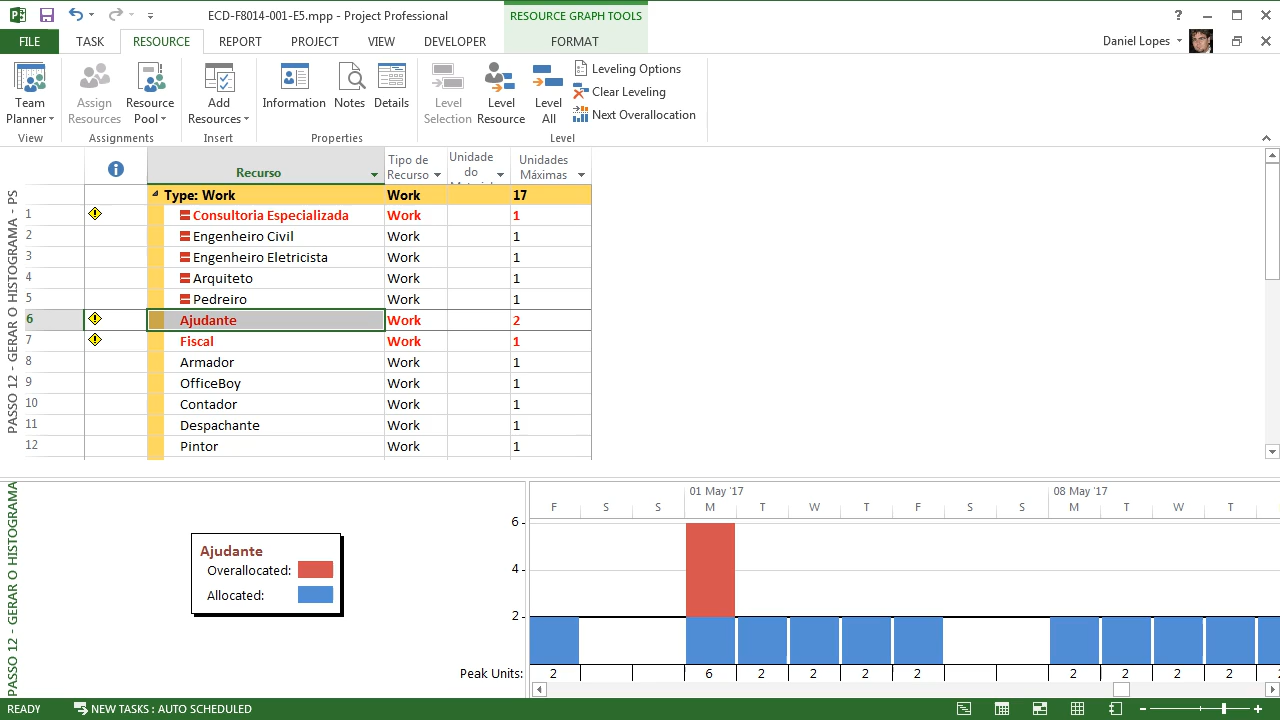 ECD-F8014-001-E5.mpp - Project Professional
RESOURCE GRAPH TOOLS
?
FILE TASK RESOURCE REPORT PROJECT VIEW DEVELOPER FORMAT
Daniel Lopes
Team Planner
Assign Resources
Resource Pool
Add Resources
Information
Notes
Details
Level Selection
Level Resource
Level All
Leveling Options
Clear Leveling
Next Overallocation
View Assignments Insert Properties Level
PASSO 12 - GERAR O HISTOGRAMA - PS
Recurso
Tipo de Recurso
Unidade do
Unidades Máximas
Type: Work Work 17
1 Consultoria Especializada Work 1
2 Engenheiro Civil Work 1
3 Engenheiro Eletricista Work 1
4 Arquiteto Work 1
5 Pedreiro Work 1
6 Ajudante Work 2
7 Fiscal Work 1
8 Armador Work 1
9 OfficeBoy Work 1
10 Contador Work 1
11 Despachante Work 1
12 Pintor Work 1
PASSO 12 - GERAR O HISTOGRAMA
Ajudante
Overallocated:
Allocated:
01 May '17 08 May '17
F S S M T W T F S S M T W T
6
4
2
Peak Units: 2 6 2 2 2 2 2 2 2 2
READY NEW TASKS : AUTO SCHEDULED